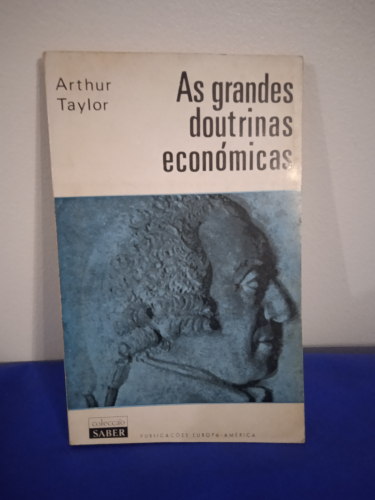 Arthur
Taylor
As grandes
doutrinas
económicas
colecção
SABER
PUBLICAÇÕES EUROPA-AMÉRICA